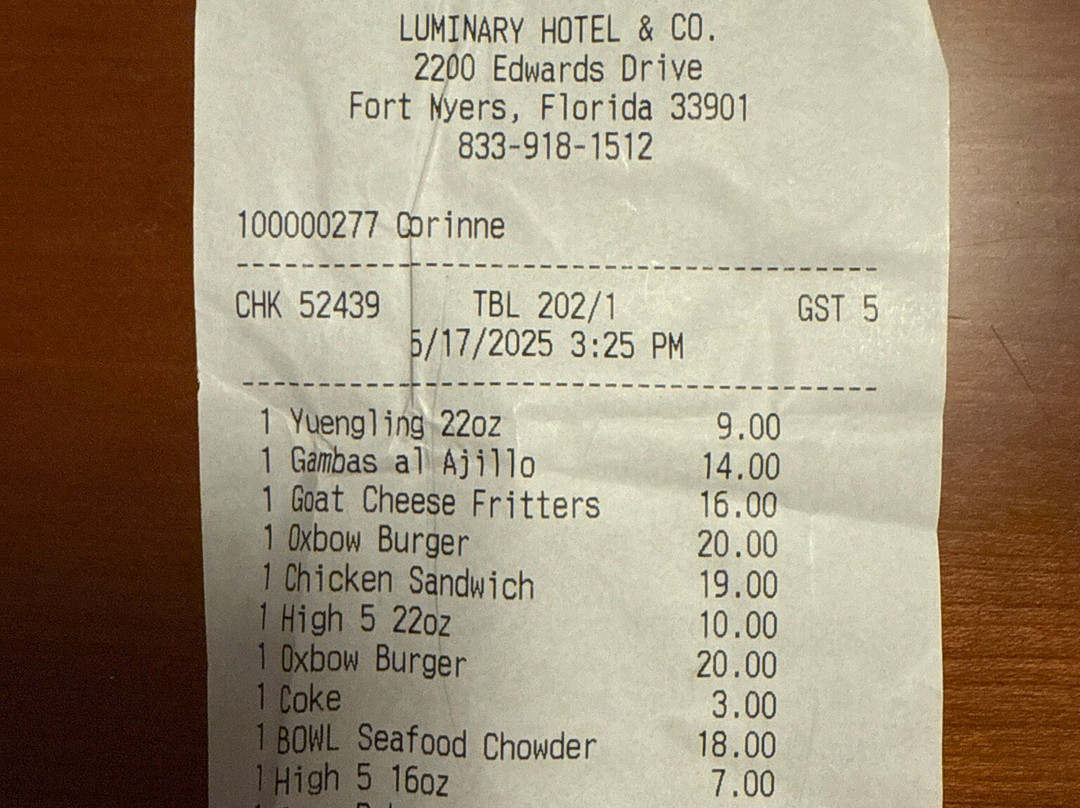 LUMINARY HOTEL & CO.
2200 Edwards Drive
Fort Myers, Florida 33901
833-918-1512
100000277 Corinne
--------------------------------------------
CHK 52439 TBL 202/1 GST 5
5/17/2025 3:25 PM
--------------------------------------------
1 Yuengling 22oz 9.00
1 Gambas al Ajillo 14.00
1 Goat Cheese Fritters 16.00
1 Oxbow Burger 20.00
1 Chicken Sandwich 19.00
1 High 5 22oz 10.00
1 Oxbow Burger 20.00
1 Coke 3.00
1 BOWL Seafood Chowder 18.00
1 High 5 16oz 7.00